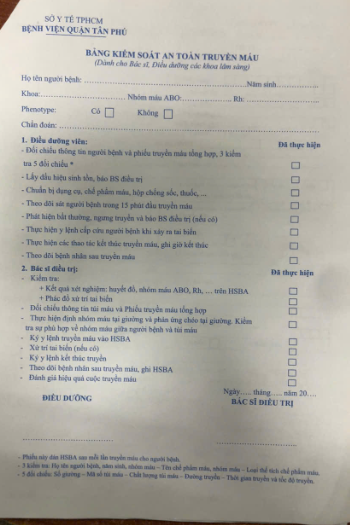 SỞ Y TẾ TPHCM
BỆNH VIỆN QUẬN TÂN PHÚ
BẢNG KIỂM SOÁT AN TOÀN TRUYỀN MÁU
(Dành cho Bác sĩ, Điều dưỡng các khoa lâm sàng)
Họ tên người bệnh: ........ Năm sinh........
Khoa:........ Nhóm máu ABO:........ Rh: ........
Phenotype: Có Không
Chẩn đoán: ........
1. Điều dưỡng viên: Đã thực hiện
- Đối chiếu thông tin người bệnh và phiếu truyền máu tổng hợp, 3 kiểm
tra 5 đối chiếu *
- Lấy dấu hiệu sinh tồn, báo BS điều trị
- Chuẩn bị dụng cụ, chế phẩm máu, hộp chống sốc, thuốc, ...
- Theo dõi sát người bệnh trong 15 phút đầu truyền máu
- Phát hiện bất thường, ngưng truyền và báo BS điều trị (nếu có)
- Thực hiện y lệnh cấp cứu người bệnh khi xảy ra tai biến
- Thực hiện các thao tác kết thúc truyền máu, ghi giờ kết thúc
- Theo dõi bệnh nhân sau truyền máu
2. Bác sĩ điều trị: Đã thực hiện
- Kiểm tra:
+ Kết quả xét nghiệm: huyết đồ, nhóm máu ABO, Rh, ... trên HSBA
+ Phác đồ xử trí tai biến
- Đối chiếu thông tin túi máu và Phiếu truyền máu tổng hợp
- Thực hiện định nhóm máu tại giường và phản ứng chéo tại giường. Kiểm
tra sự phù hợp về nhóm máu giữa người bệnh và túi máu
- Ký y lệnh truyền máu vào HSBA
- Xử trí tai biến (nếu có)
- Ký y lệnh kết thúc truyền
- Theo dõi bệnh nhân sau truyền máu, ghi HSBA
- Đánh giá hiệu quả cuộc truyền máu
Ngày.... tháng..... năm 20....
ĐIỀU DƯỠNG BÁC SĨ ĐIỀU TRỊ
- Phiếu này dán HSBA sau mỗi lần truyền máu cho người bệnh.
- 3 kiểm tra: Họ tên người bệnh, năm sinh, nhóm máu – Tên chế phẩm máu, nhóm máu – Loại thể tích chế phẩm máu.
- 5 đối chiếu: Số giường – Mã số túi máu – Chất lượng túi máu – Đường truyền – Thời gian truyền và tốc độ truyền.